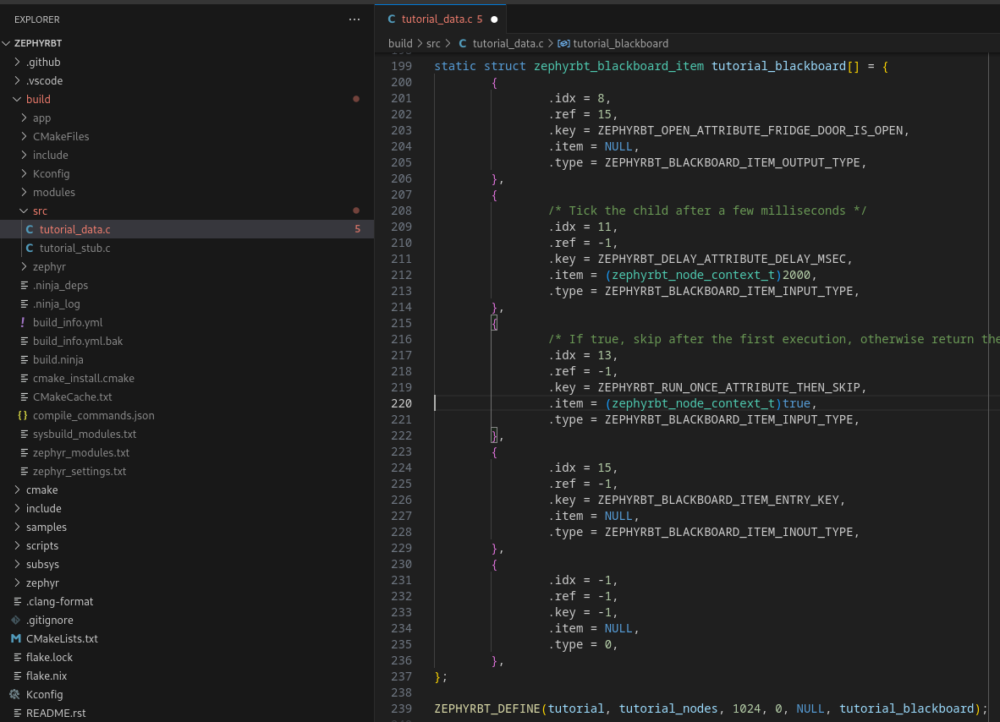 EXPLORER ...
ZEPHYRBT
.github
.vscode
build
app
CMakeFiles
include
Kconfig
modules
src
C tutorial_data.c 5
C tutorial_stub.c
zephyr
.ninja_deps
.ninja_log
! build_info.yml
build_info.yml.bak
build.ninja
cmake_install.cmake
CMakeCache.txt
{} compile_commands.json
sysbuild_modules.txt
zephyr_modules.txt
zephyr_settings.txt
cmake
include
samples
scripts
subsys
zephyr
.clang-format
.gitignore
M CMakeLists.txt
flake.lock
flake.nix
Kconfig
README.rst
C tutorial_data.c 5 ●
build > src > C tutorial_data.c > tutorial_blackboard
199 static struct zephyrbt_blackboard_item tutorial_blackboard[] = {
200 {
201 .idx = 8,
202 .ref = 15,
203 .key = ZEPHYRBT_OPEN_ATTRIBUTE_FRIDGE_DOOR_IS_OPEN,
204 .item = NULL,
205 .type = ZEPHYRBT_BLACKBOARD_ITEM_OUTPUT_TYPE,
206 },
207 {
208 /* Tick the child after a few milliseconds */
209 .idx = 11,
210 .ref = -1,
211 .key = ZEPHYRBT_DELAY_ATTRIBUTE_DELAY_MSEC,
212 .item = (zephyrbt_node_context_t)2000,
213 .type = ZEPHYRBT_BLACKBOARD_ITEM_INPUT_TYPE,
214 },
215 {
216 /* If true, skip after the first execution, otherwise return the
217 .idx = 13,
218 .ref = -1,
219 .key = ZEPHYRBT_RUN_ONCE_ATTRIBUTE_THEN_SKIP,
220 .item = (zephyrbt_node_context_t)true,
221 .type = ZEPHYRBT_BLACKBOARD_ITEM_INPUT_TYPE,
222 },
223 {
224 .idx = 15,
225 .ref = -1,
226 .key = ZEPHYRBT_BLACKBOARD_ITEM_ENTRY_KEY,
227 .item = NULL,
228 .type = ZEPHYRBT_BLACKBOARD_ITEM_INOUT_TYPE,
229 },
230 {
231 .idx = -1,
232 .ref = -1,
233 .key = -1,
234 .item = NULL,
235 .type = 0,
236 },
237 };
238
239 ZEPHYRBT_DEFINE(tutorial, tutorial_nodes, 1024, 0, NULL, tutorial_blackboard);